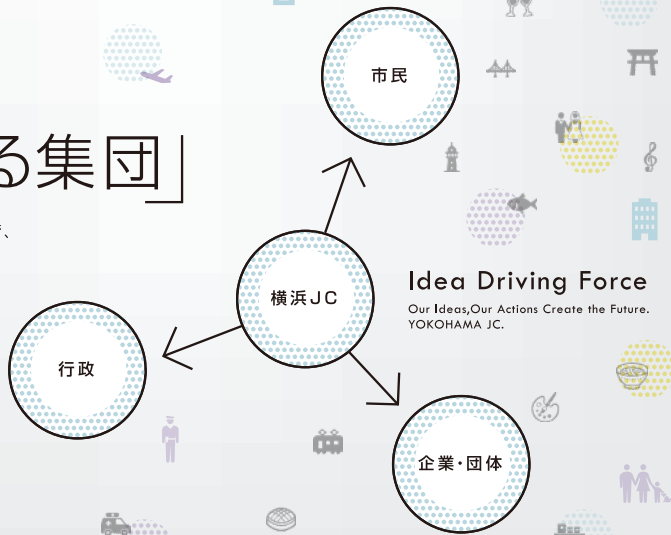 市民
る集団」
横浜JC
Idea Driving Force
Our Ideas,Our Actions Create the Future.
YOKOHAMA JC.
行政
企業・団体